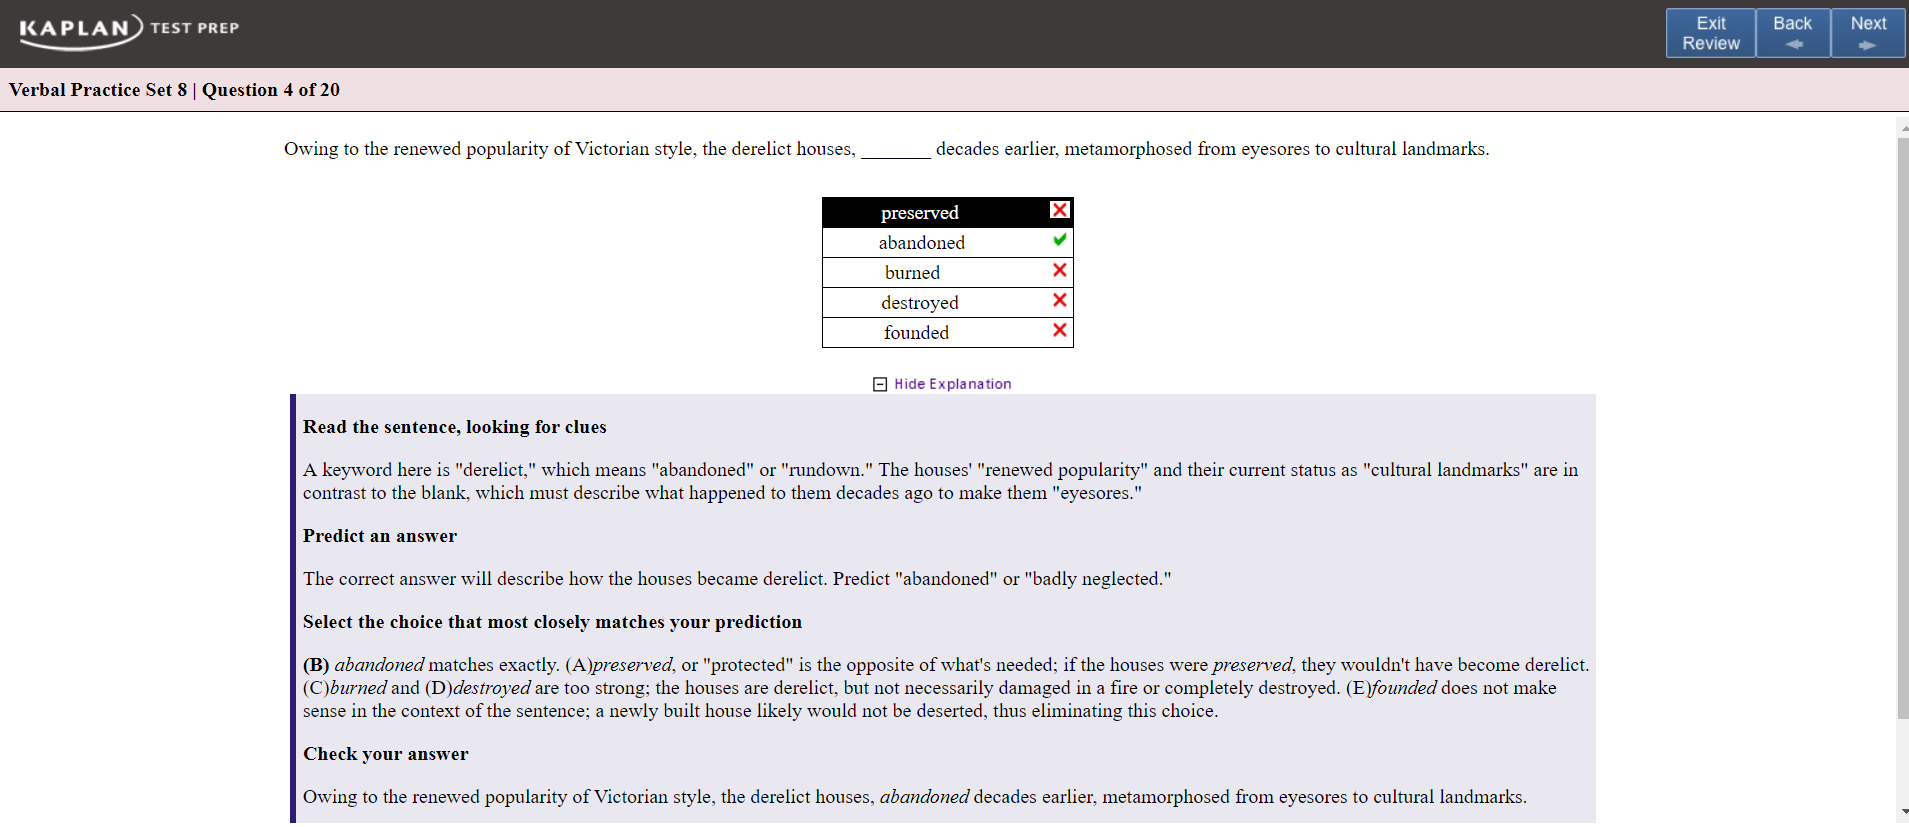 KAPLAN TEST PREP
Exit Review
Back
Next
Verbal Practice Set 8 | Question 4 of 20
Owing to the renewed popularity of Victorian style, the derelict houses, _______ decades earlier, metamorphosed from eyesores to cultural landmarks.
preserved
abandoned
burned
destroyed
founded
Hide Explanation
Read the sentence, looking for clues
A keyword here is "derelict," which means "abandoned" or "rundown." The houses' "renewed popularity" and their current status as "cultural landmarks" are in
contrast to the blank, which must describe what happened to them decades ago to make them "eyesores."
Predict an answer
The correct answer will describe how the houses became derelict. Predict "abandoned" or "badly neglected."
Select the choice that most closely matches your prediction
(B) abandoned matches exactly. (A)preserved, or "protected" is the opposite of what's needed; if the houses were preserved, they wouldn't have become derelict.
(C)burned and (D)destroyed are too strong; the houses are derelict, but not necessarily damaged in a fire or completely destroyed. (E)founded does not make
sense in the context of the sentence; a newly built house likely would not be deserted, thus eliminating this choice.
Check your answer
Owing to the renewed popularity of Victorian style, the derelict houses, abandoned decades earlier, metamorphosed from eyesores to cultural landmarks.